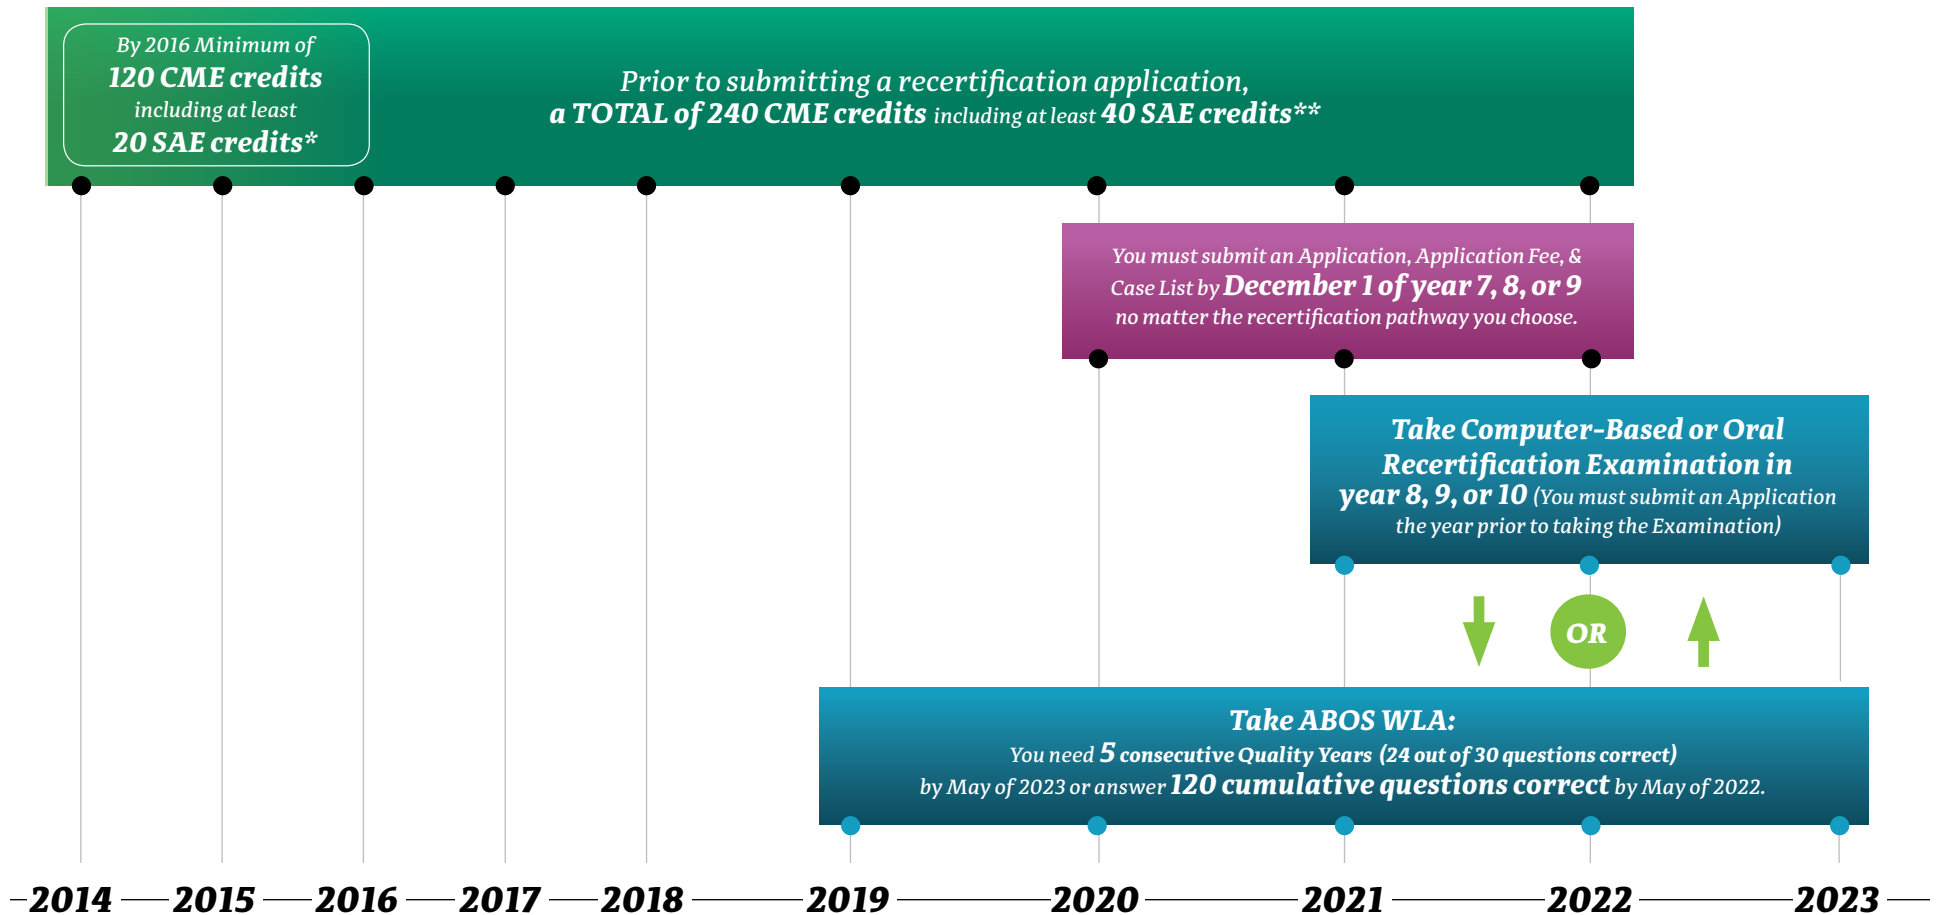 By 2016 Minimum of
120 CME credits
including at least
20 SAE credits*
Prior to submitting a recertification application,
a TOTAL of 240 CME credits including at least 40 SAE credits**
You must submit an Application, Application Fee, &
Case List by December 1 of year 7, 8, or 9
no matter the recertification pathway you choose.
Take Computer-Based or Oral
Recertification Examination in
year 8, 9, or 10 (You must submit an Application
the year prior to taking the Examination)
OR
Take ABOS WLA:
You need 5 consecutive Quality Years (24 out of 30 questions correct)
by May of 2023 or answer 120 cumulative questions correct by May of 2022.
2014 2015 2016 2017 2018 2019 2020 2021 2022 2023